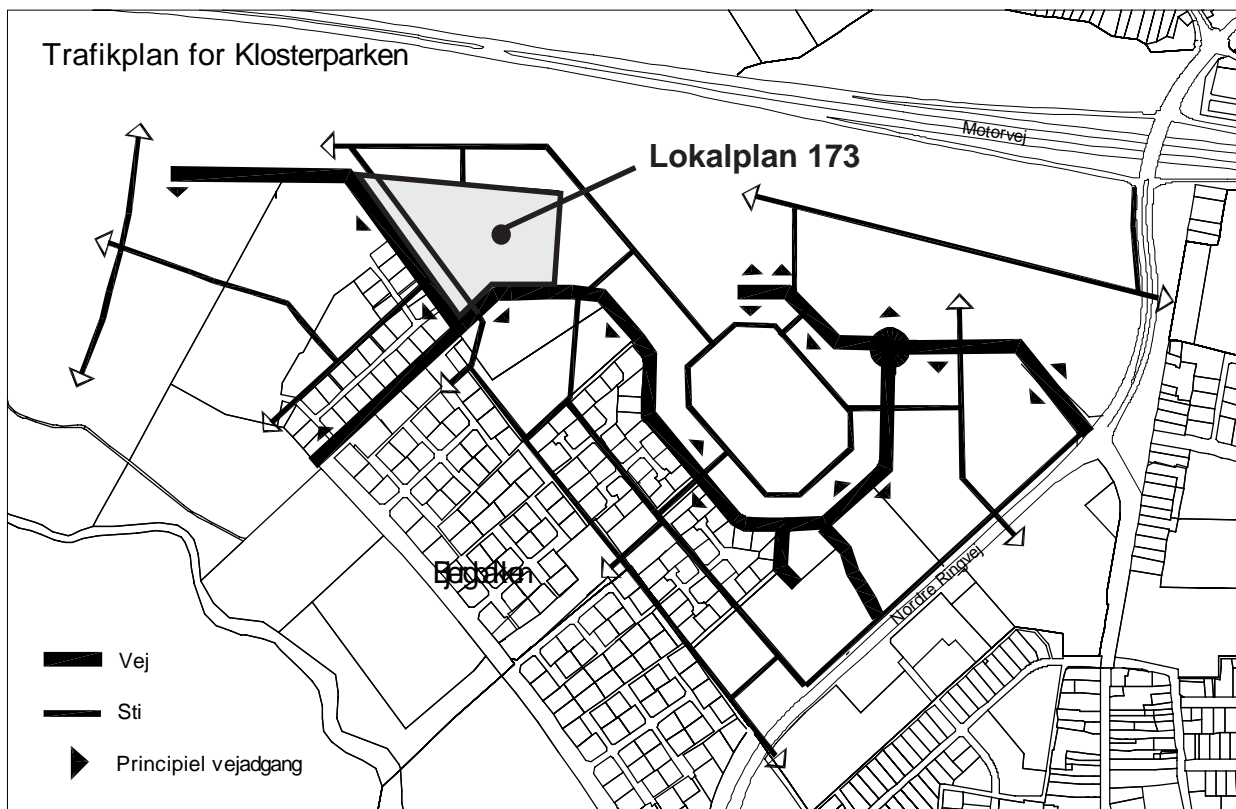 Trafikplan for Klosterparken
Motorvej
Lokalplan 173
Nordre Ringvej
Vej
Sti
Principiel vejadgang